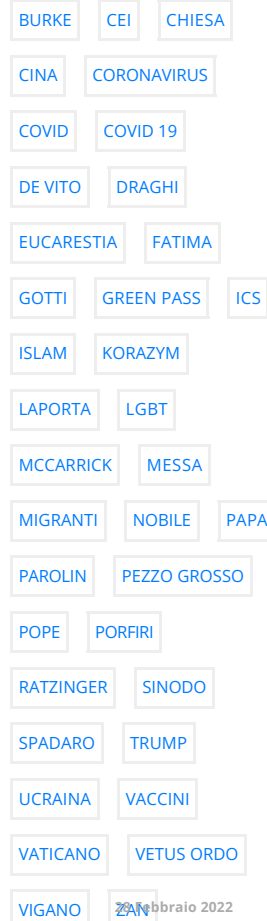 BURKE CEI CHIESA
CINA CORONAVIRUS
COVID COVID 19
DE VITO DRAGHI
EUCARESTIA FATIMA
GOTTI GREEN PASS ICS
ISLAM KORAZYM
LAPORTA LGBT
MCCARRICK MESSA
MIGRANTI NOBILE PAPA
PAROLIN PEZZO GROSSO
POPE PORFIRI
RATZINGER SINODO
SPADARO TRUMP
UCRAINA VACCINI
VATICANO VETUS ORDO
VIGANO ZAN
28 Febbraio 2022